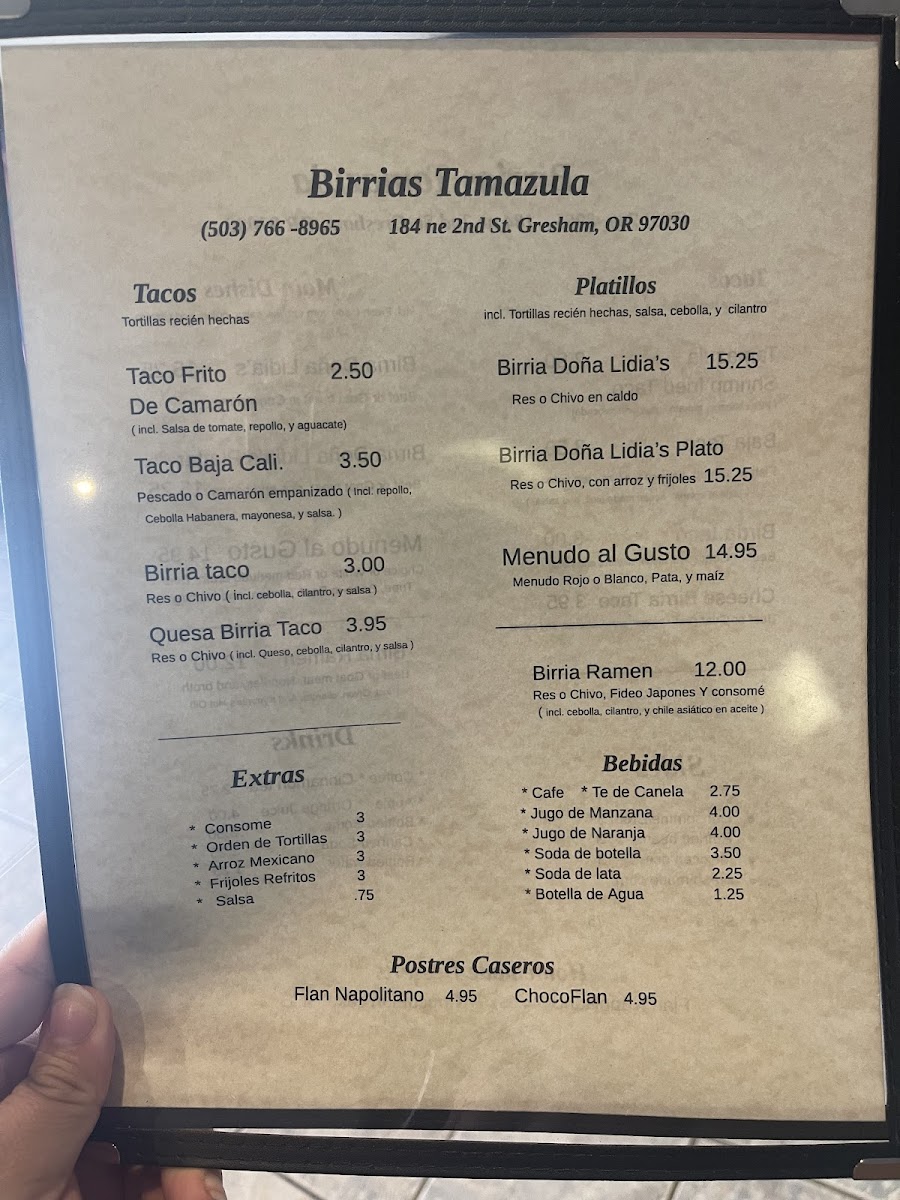 Birrias Tamazula
(503) 766 -8965 184 ne 2nd St. Gresham, OR 97030
Tacos
Tortillas recién hechas
Taco Frito 2.50
De Camarón
( incl. Salsa de tomate, repollo, y aguacate)
Taco Baja Cali. 3.50
Pescado o Camarón empanizado ( Incl. repollo,
Cebolla Habanera, mayonesa, y salsa. )
Birria taco 3.00
Res o Chivo ( incl. cebolla, cilantro, y salsa )
Quesa Birria Taco 3.95
Res o Chivo ( incl. Queso, cebolla, cilantro, y salsa )
Extras
* Consome 3
* Orden de Tortillas 3
* Arroz Mexicano 3
* Frijoles Refritos 3
* Salsa .75
Platillos
incl. Tortillas recién hechas, salsa, cebolla, y cilantro
Birria Doña Lidia’s 15.25
Res o Chivo en caldo
Birria Doña Lidia’s Plato
Res o Chivo, con arroz y frijoles 15.25
Menudo al Gusto 14.95
Menudo Rojo o Blanco, Pata, y maíz
Birria Ramen 12.00
Res o Chivo, Fideo Japones Y consomé
( incl. cebolla, cilantro, y chile asiático en aceite )
Bebidas
* Cafe * Te de Canela 2.75
* Jugo de Manzana 4.00
* Jugo de Naranja 4.00
* Soda de botella 3.50
* Soda de lata 2.25
* Botella de Agua 1.25
Postres Caseros
Flan Napolitano 4.95 ChocoFlan 4.95